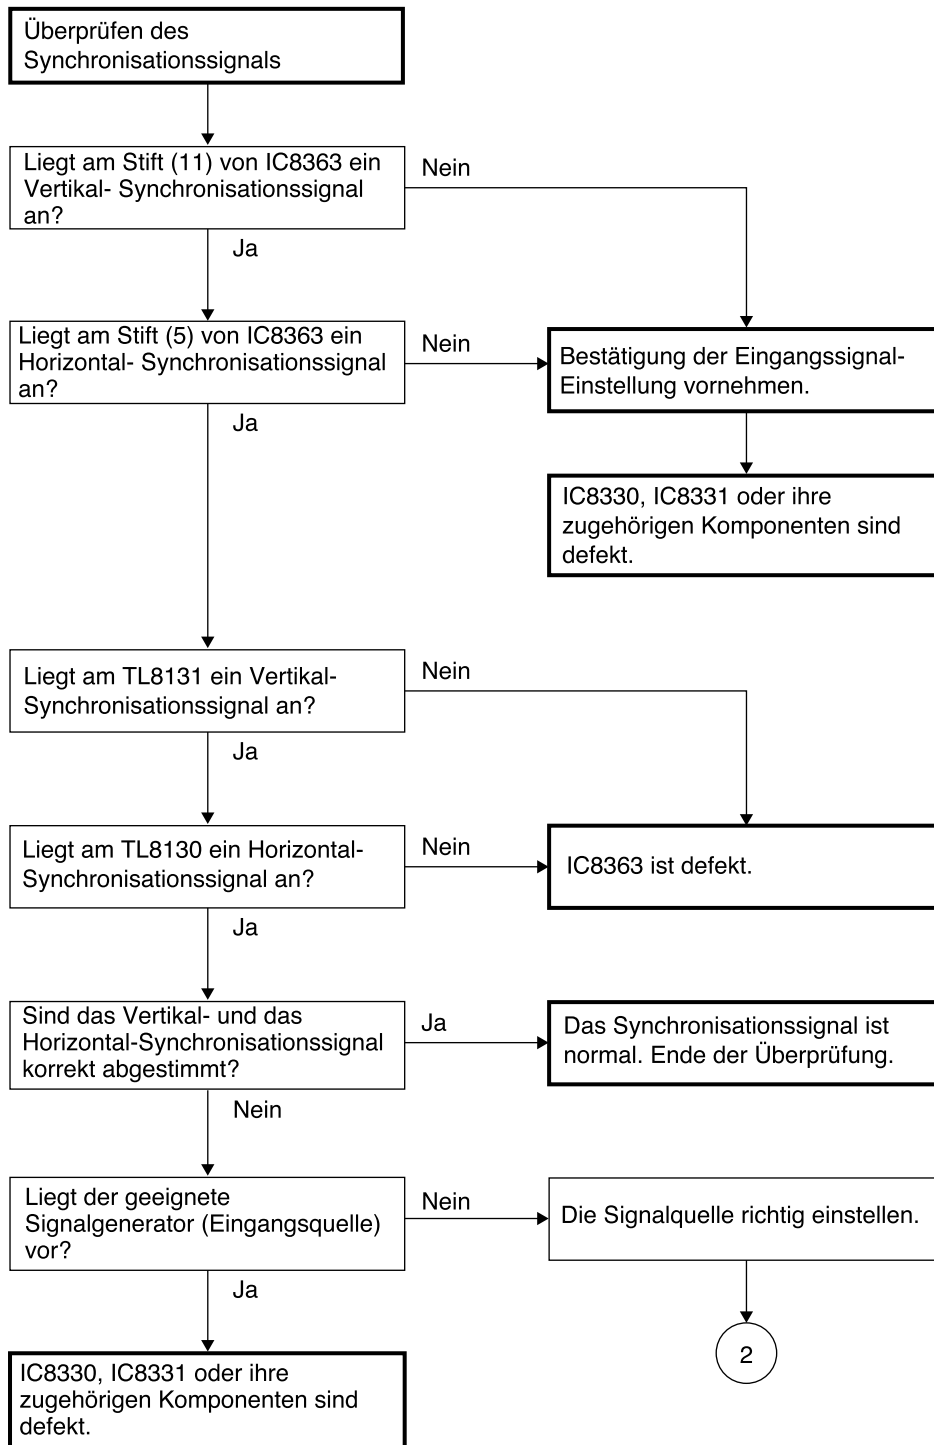 Überprüfen des
Synchronisationssignals
Liegt am Stift (11) von IC8363 ein
Vertikal- Synchronisationssignal
an?
Nein
Ja
Liegt am Stift (5) von IC8363 ein
Horizontal- Synchronisationssignal
an?
Nein
Ja
Bestätigung der Eingangssignal-
Einstellung vornehmen.
IC8330, IC8331 oder ihre
zugehörigen Komponenten sind
defekt.
Liegt am TL8131 ein Vertikal-
Synchronisationssignal an?
Nein
Ja
Liegt am TL8130 ein Horizontal-
Synchronisationssignal an?
Nein
Ja
IC8363 ist defekt.
Sind das Vertikal- und das
Horizontal-Synchronisationssignal
korrekt abgestimmt?
Ja
Nein
Das Synchronisationssignal ist
normal. Ende der Überprüfung.
Liegt der geeignete
Signalgenerator (Eingangsquelle)
vor?
Nein
Ja
Die Signalquelle richtig einstellen.
2
IC8330, IC8331 oder ihre
zugehörigen Komponenten sind
defekt.